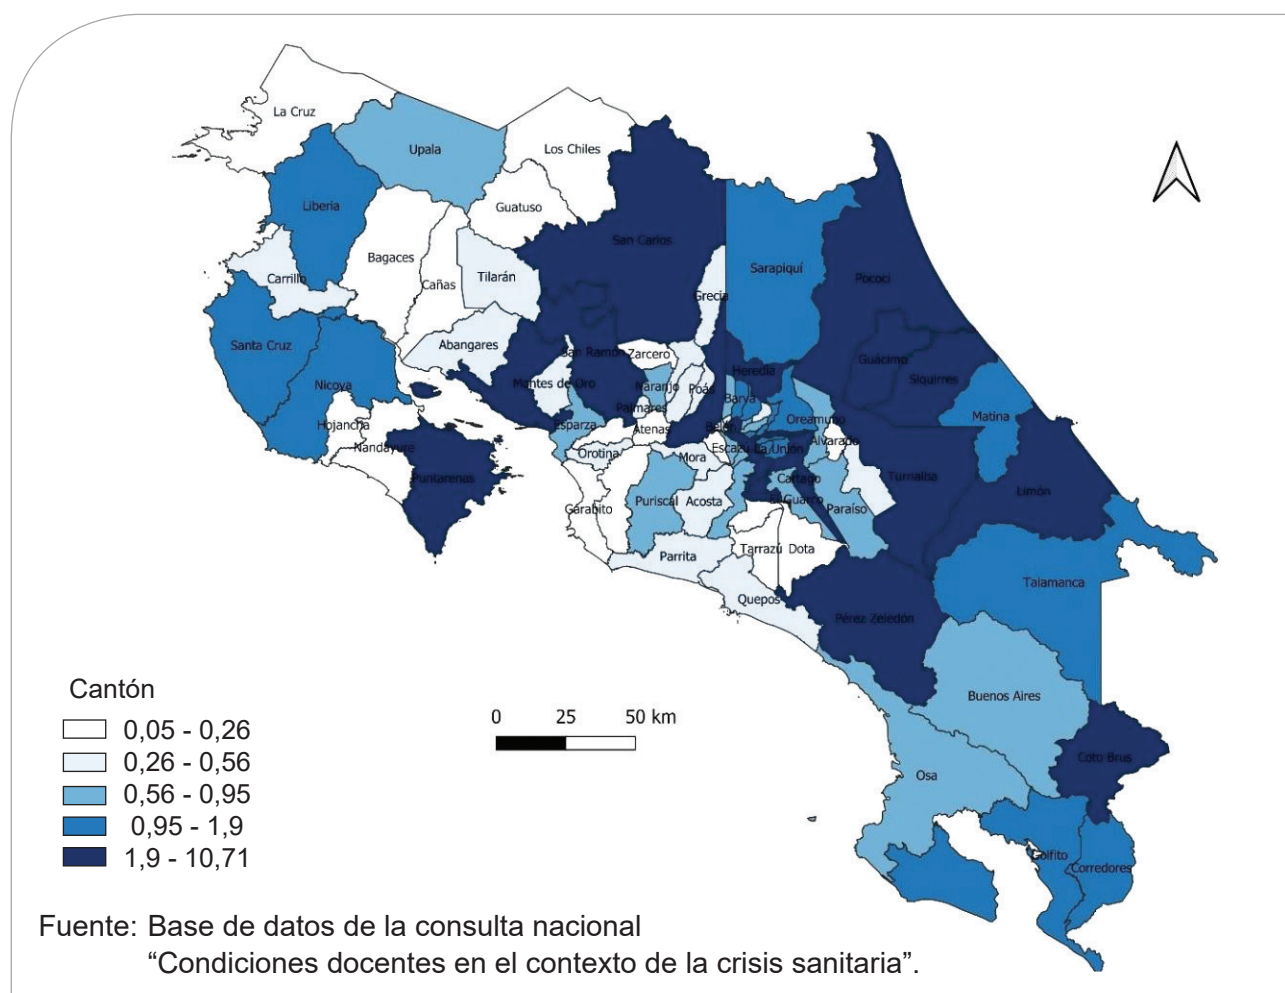 La Cruz
Upala
Los Chiles
Liberia
Guatuso
San Carlos
Bagaces
Sarapiquí
Carrillo
Tilarán
Cañas
Pococí
Grecia
Santa Cruz
Abangares
San Ramón
Zarcero
Guácimo
Heredia
Siquirres
Nicoya
Montes de Oro
Naranjo
Poás
Barva
Palmares
Matina
Oreamuno
Hojancha
Esparza
Atenas
Belén
Alvarado
Nandayure
Orotina
Mora
Escazú
La Unión
Puntarenas
Cartago
Turrialba
Limón
Garabito
Puriscal
Acosta
El Guarco
Paraíso
Parrita
Tarrazú
Dota
Talamanca
Quepos
Pérez Zeledón
Buenos Aires
Coto Brus
Osa
Golfito
Corredores
Cantón
0,05 - 0,26
0,26 - 0,56
0,56 - 0,95
0,95 - 1,9
1,9 - 10,71
0 25 50 km
Fuente: Base de datos de la consulta nacional
“Condiciones docentes en el contexto de la crisis sanitaria”.